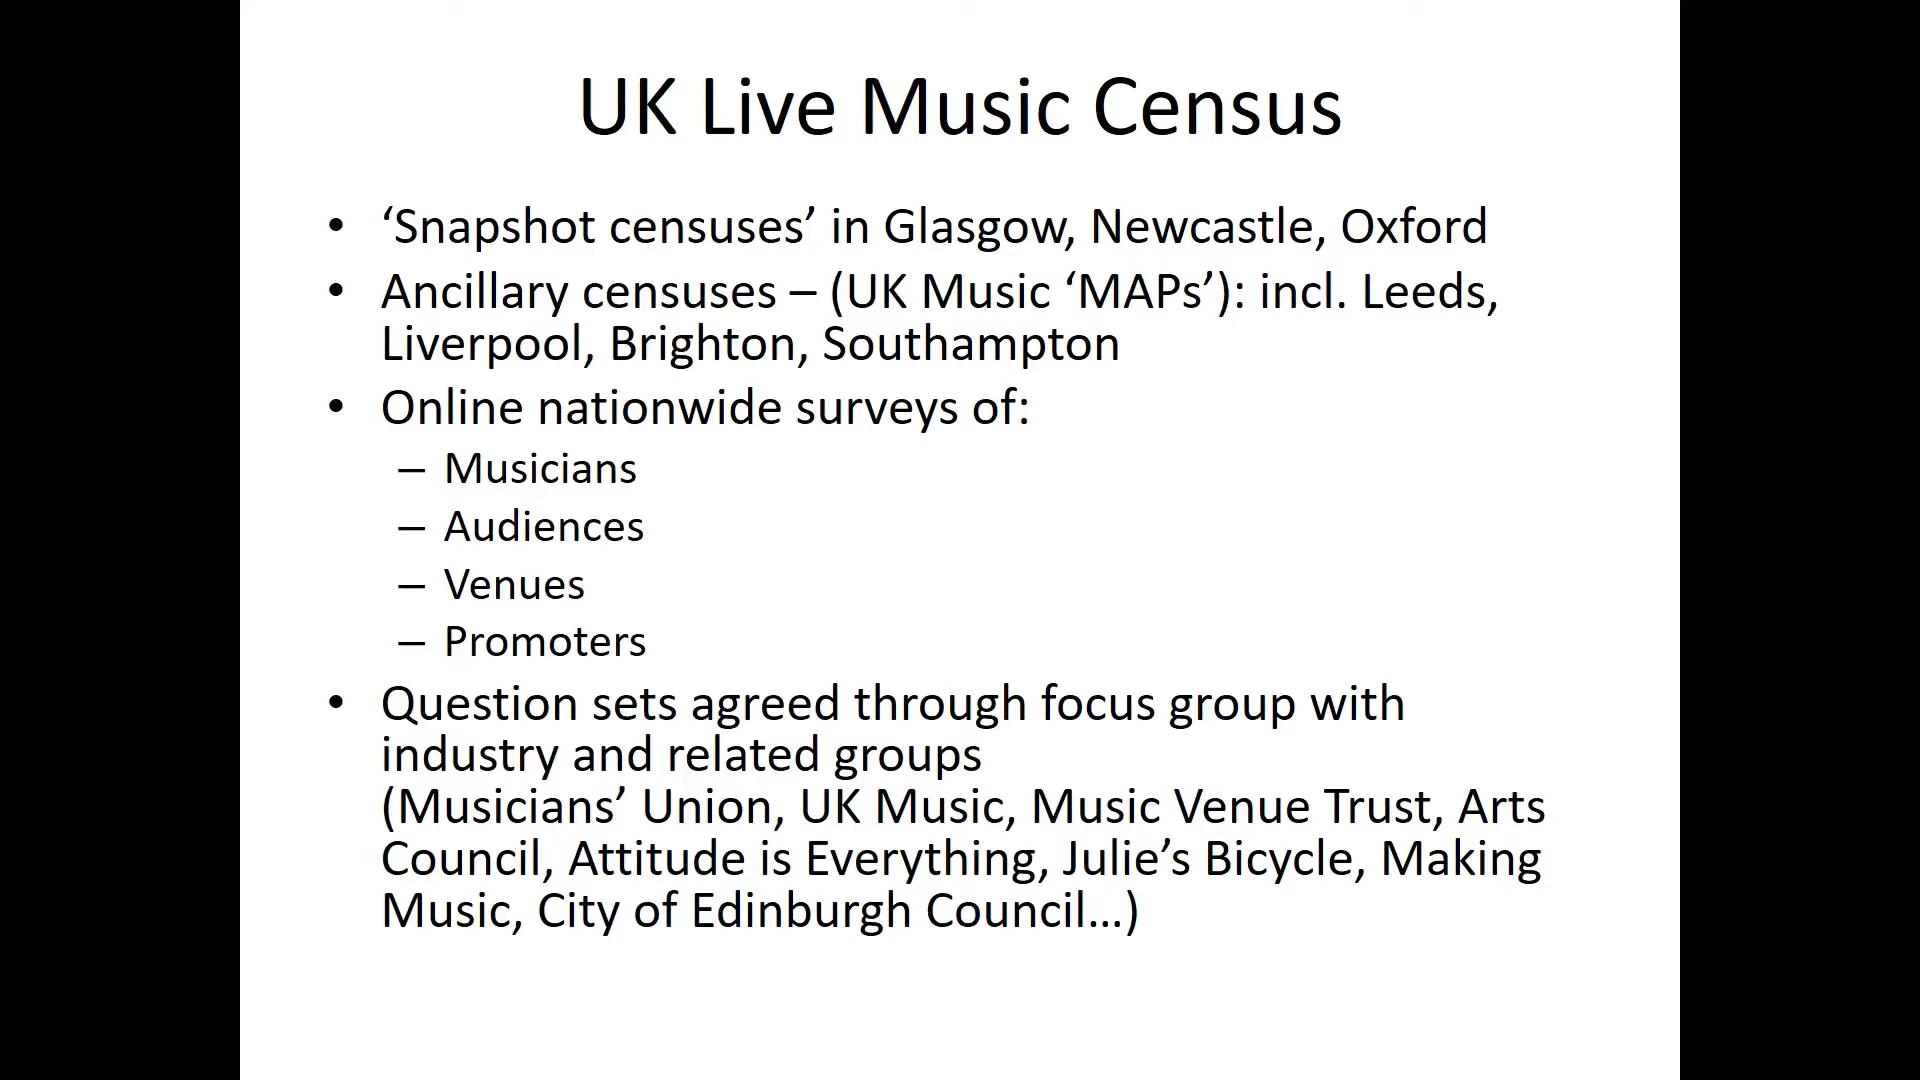 UK Live Music Census
• ‘Snapshot censuses’ in Glasgow, Newcastle, Oxford
• Ancillary censuses – (UK Music ‘MAPs’): incl. Leeds,
Liverpool, Brighton, Southampton
• Online nationwide surveys of:
– Musicians
– Audiences
– Venues
– Promoters
• Question sets agreed through focus group with
industry and related groups
(Musicians’ Union, UK Music, Music Venue Trust, Arts
Council, Attitude is Everything, Julie’s Bicycle, Making
Music, City of Edinburgh Council…)